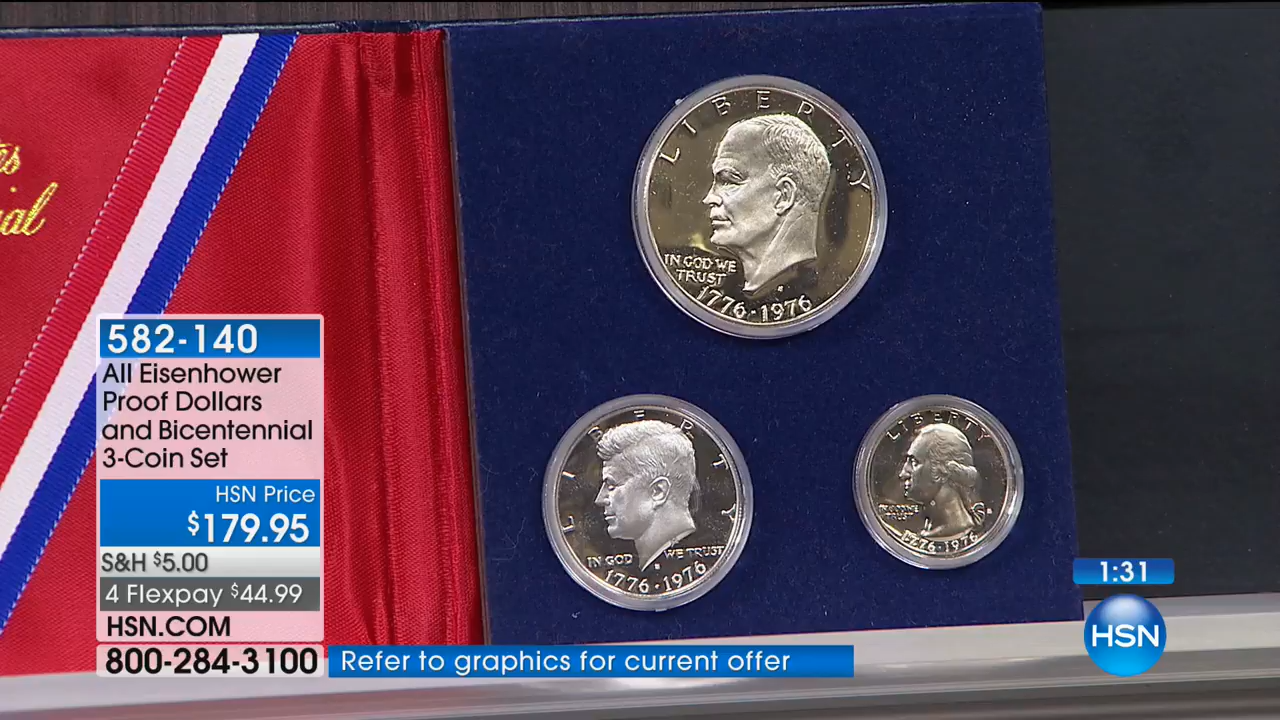 LIBERTY
IN GOD WE
TRUST
1776·1976
ial
582-140
All Eisenhower
Proof Dollars
and Bicentennial
3-Coin Set
HSN Price
$179.95
S&H $5.00
4 Flexpay $44.99
HSN.COM
800-284-3100
Refer to graphics for current offer
LIBERTY
IN GOD WE TRUST
1776·1976
LIBERTY
IN GOD WE
TRUST
1776·1976
1:31
HSN